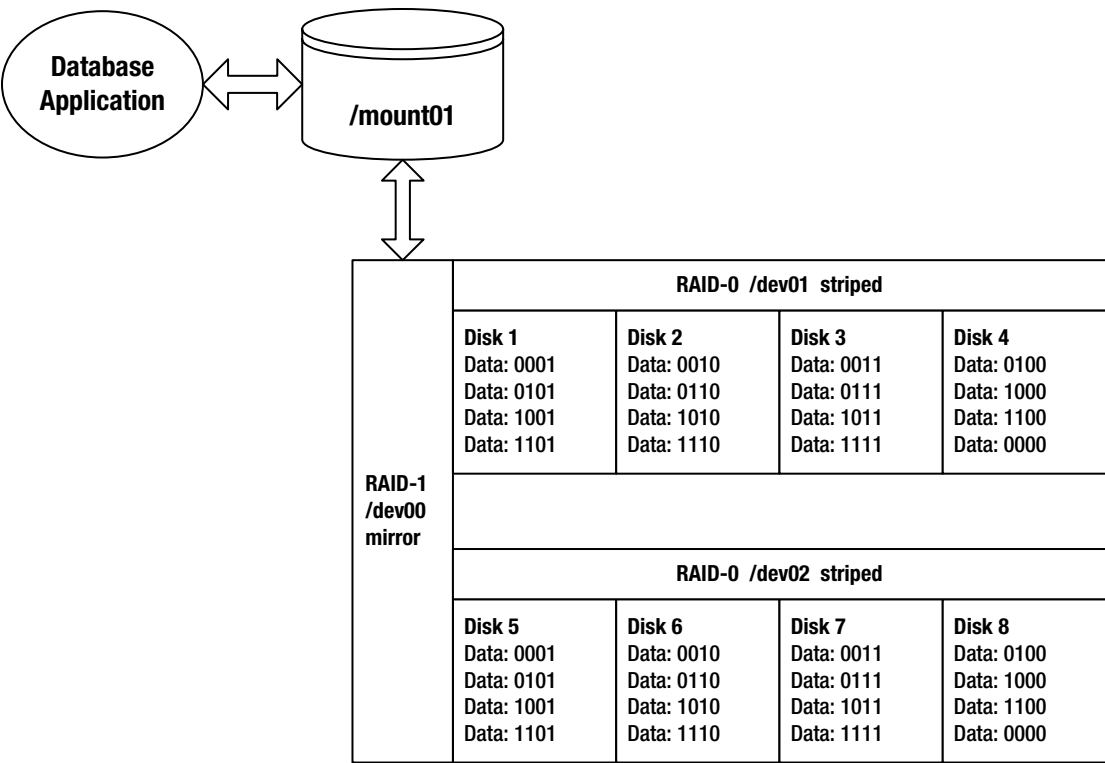 Database
Application
/mount01
RAID-1
/dev00
mirror
RAID-0 /dev01 striped
Disk 1
Data: 0001
Data: 0101
Data: 1001
Data: 1101
Disk 2
Data: 0010
Data: 0110
Data: 1010
Data: 1110
Disk 3
Data: 0011
Data: 0111
Data: 1011
Data: 1111
Disk 4
Data: 0100
Data: 1000
Data: 1100
Data: 0000
RAID-0 /dev02 striped
Disk 5
Data: 0001
Data: 0101
Data: 1001
Data: 1101
Disk 6
Data: 0010
Data: 0110
Data: 1010
Data: 1110
Disk 7
Data: 0011
Data: 0111
Data: 1011
Data: 1111
Disk 8
Data: 0100
Data: 1000
Data: 1100
Data: 0000